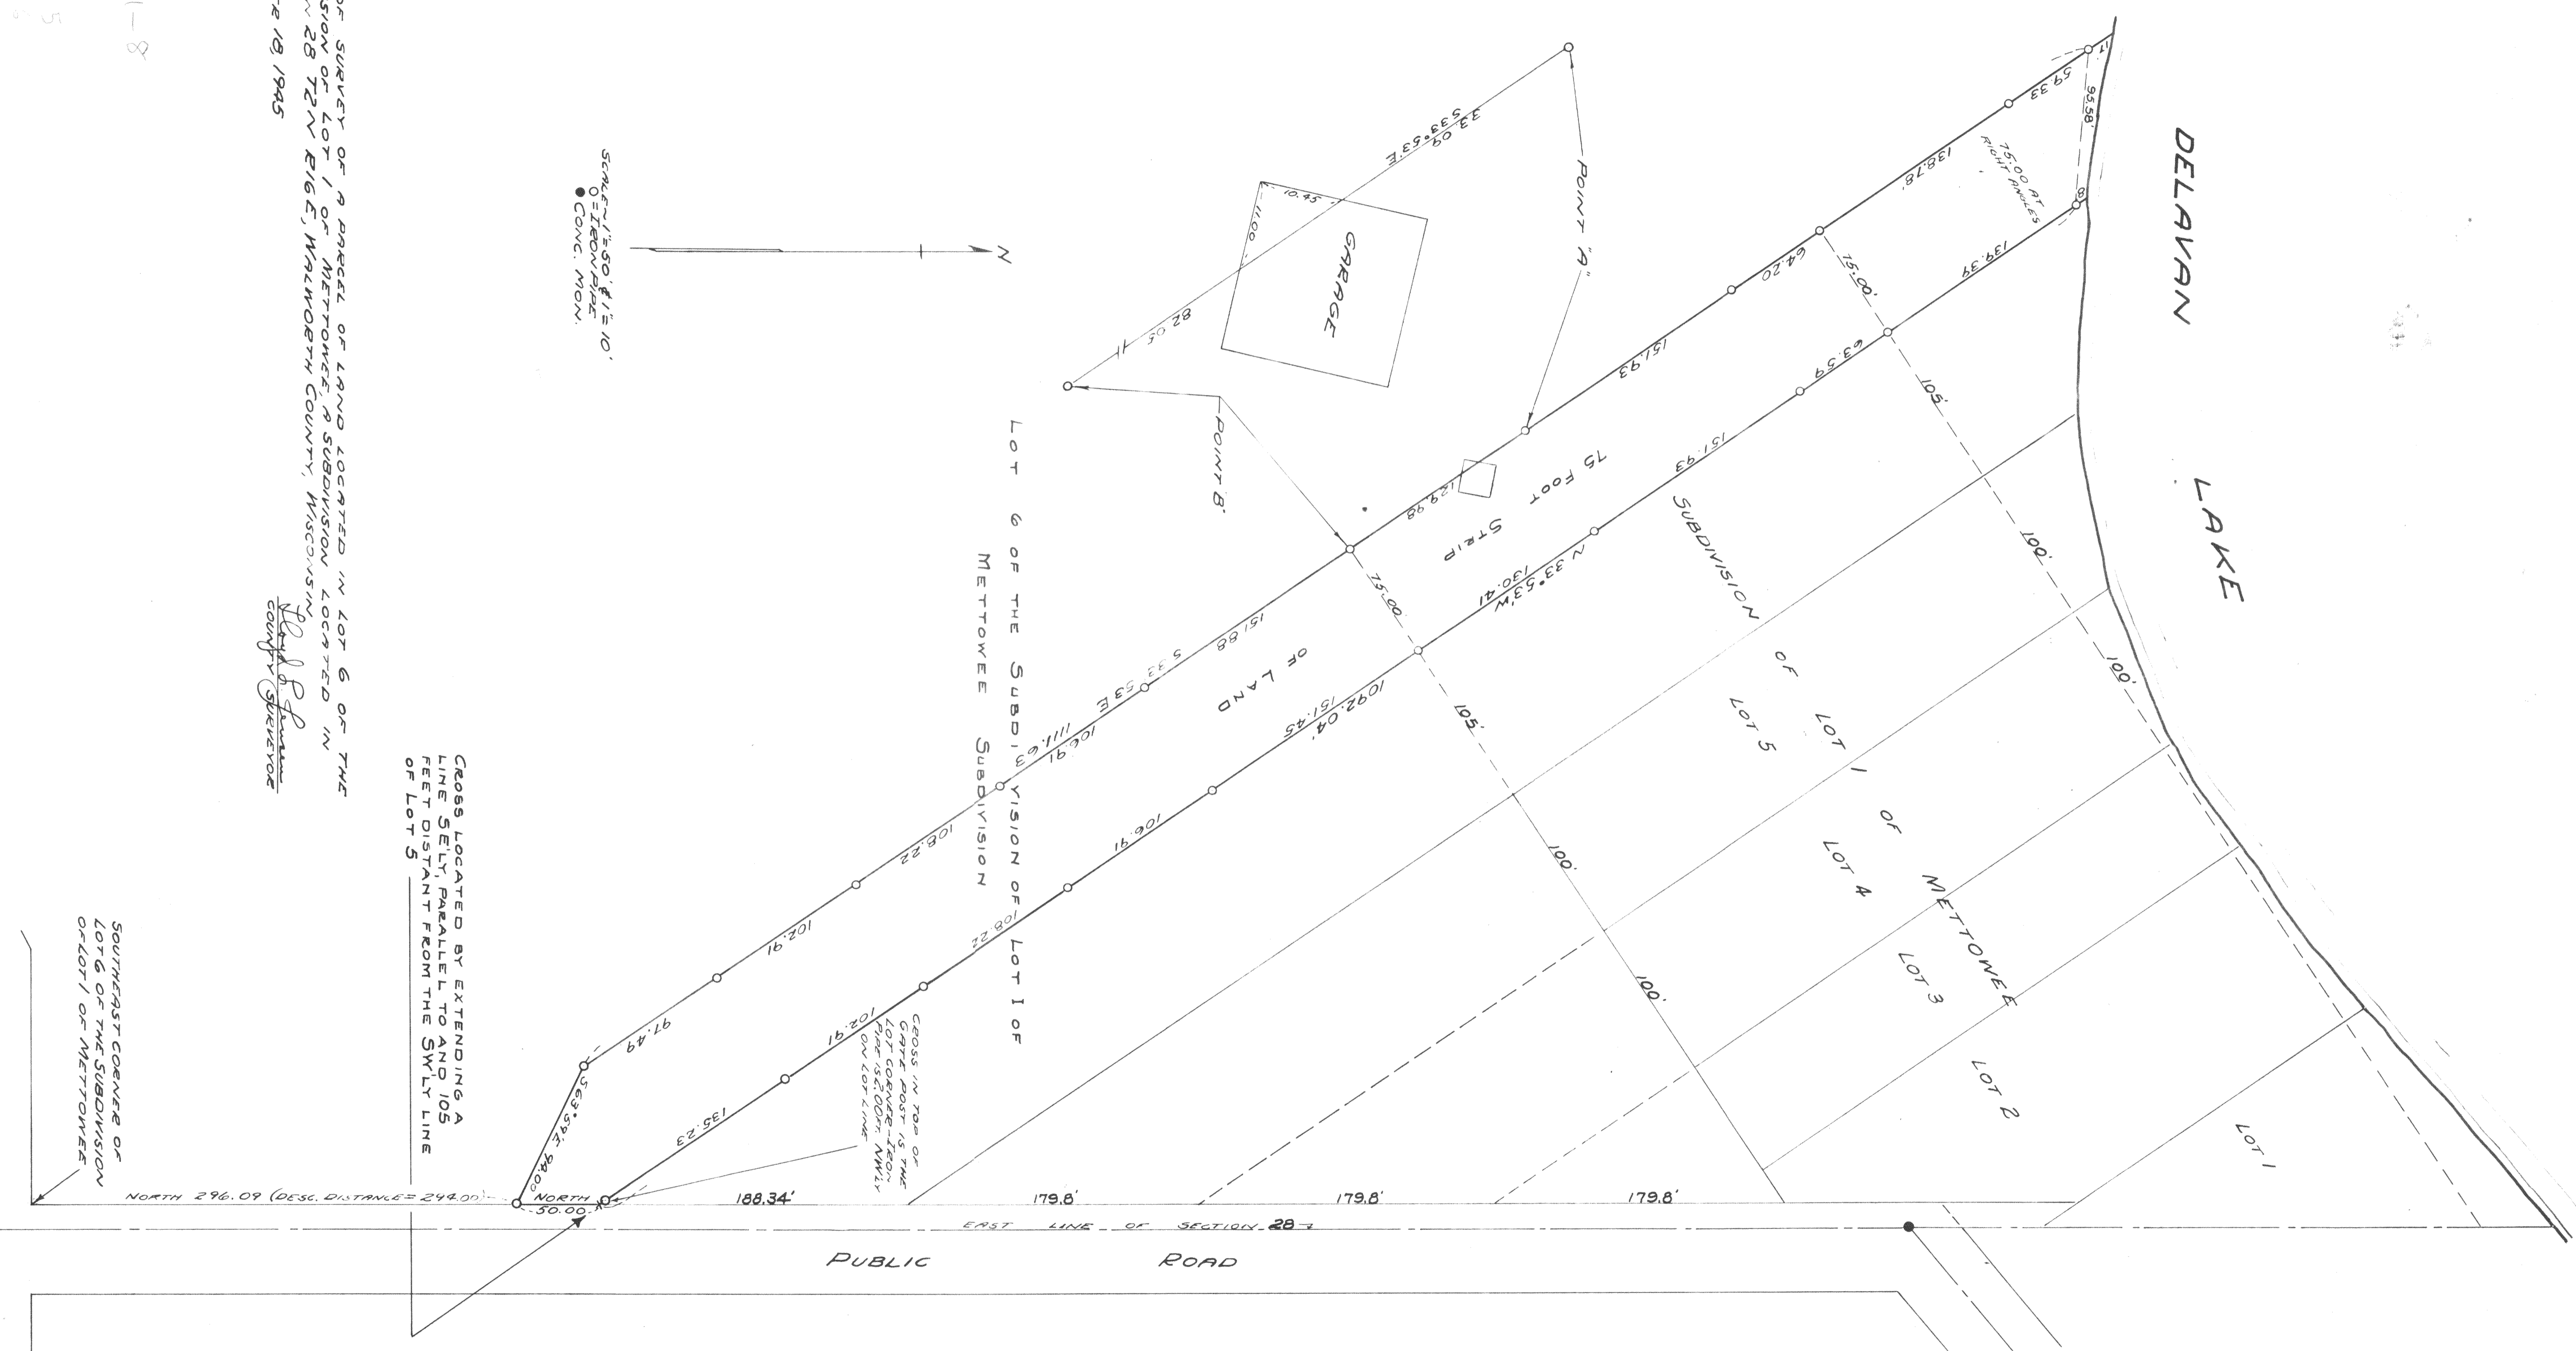 DELAVAN LAKE
17
59.33
95.58'
75.00 AT
RIGHT ANGLES
8
138.78'
139.39
64.20
75.00'
63.59
105'
100'
100'
151.93
151.93
POINT "A"
33.09
S33°53'E
10.45
11.00
GARAGE
82.05
POINT 'B'
N
SCALE 1"=50' & 1"=10'
O=IRON PIPE
● CONC. MON.
129.98
75 FOOT
STRIP
OF LAND
N 33°53'W
130.41
75.00
105'
100'
100'
151.88
S 33 53 E
1111.63
106.91
1092.04'
151.45
106.91
108.22
108.22
102.91
102.91
97.49
135.23
S63°59'E 94.00
LOT 6 OF THE SUBDIVISION OF LOT 1 OF
METTOWEE SUBDIVISION
SUBDIVISION OF LOT 1 OF METTOWEE
LOT 5
LOT 4
LOT 3
LOT 2
LOT 1
CROSS IN TOP OF
GATE POST IS THE
LOT CORNER-IRON
PIPE IS 2.00 FT. NWLY
ON LOT LINE
CROSS LOCATED BY EXTENDING A
LINE SE'LY, PARALLEL TO AND 105
FEET DISTANT FROM THE SW'LY LINE
OF LOT 5
SOUTHEAST CORNER OF
LOT 6 OF THE SUBDIVISION
OF LOT 1 OF METTOWEE
NORTH 296.09 (DESC. DISTANCE=294.00)
NORTH
50.00
188.34'
179.8'
179.8'
179.8'
EAST LINE OF SECTION 28
PUBLIC ROAD
OF SURVEY OF A PARCEL OF LAND LOCATED IN LOT 6 OF THE
SION OF LOT 1 OF METTOWEE, A SUBDIVISION LOCATED IN
N 28 T2N R16E, WALWORTH COUNTY, WISCONSIN
R 18, 1945
COUNTY SURVEYOR
8-
5